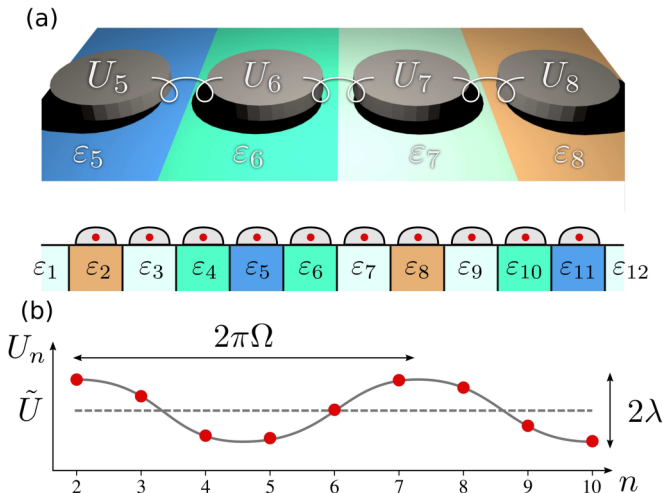 (a)
U₅ U₆ U₇ U₈
ε₅ ε₆ ε₇ ε₈
ε₁ ε₂ ε₃ ε₄ ε₅ ε₆ ε₇ ε₈ ε₉ ε₁₀ ε₁₁ ε₁₂
(b)
Uₙ
2πΩ
Ũ
2λ
2 3 4 5 6 7 8 9 10 n